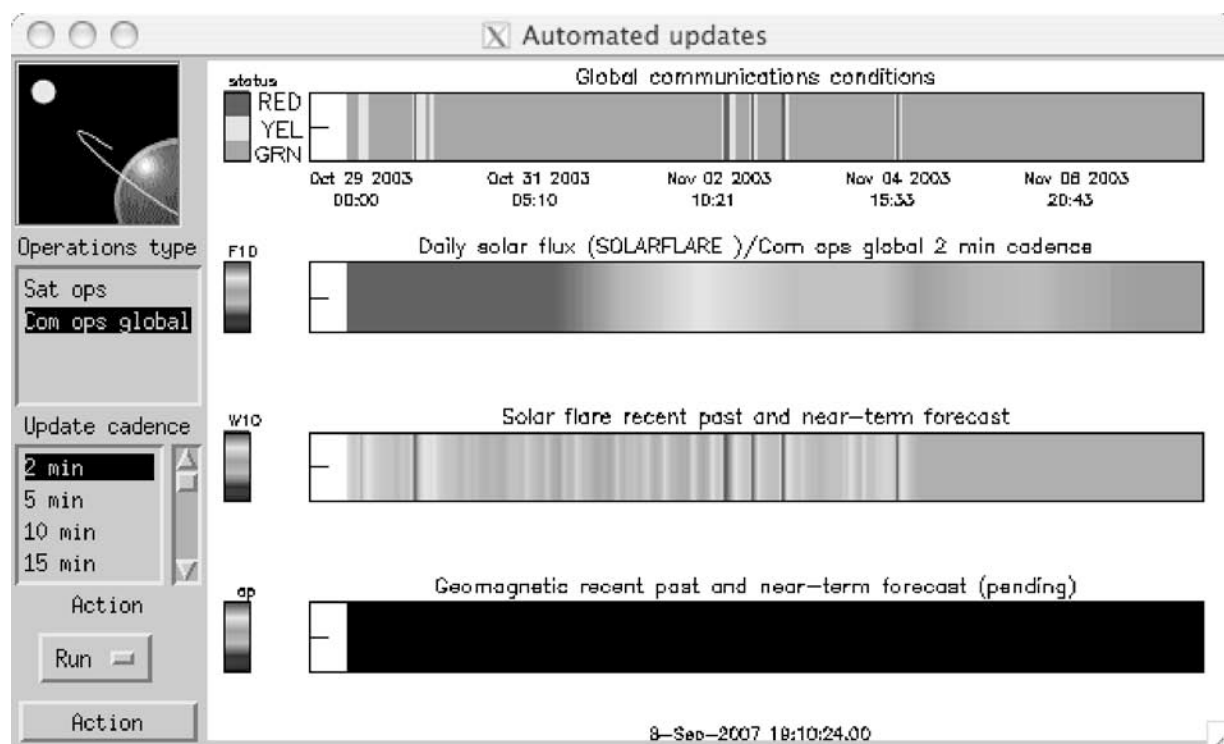 X Automated updates
Operations type
Sat ops
Com ops global
Update cadence
2 min
5 min
10 min
15 min
Action
Run
Action
status
RED
YEL
GRN
Global communications conditions
Oct 29 2003 Oct 31 2003 Nov 02 2003 Nov 04 2003 Nov 06 2003
00:00 05:10 10:21 15:33 20:43
F10
Daily solar flux (SOLARFLARE )/Com ops global 2 min cadence
Solar flare recent past and near-term forecast
ap
Geomagnetic recent past and near-term forecast (pending)
8-Sep-2007 19:10:24.00